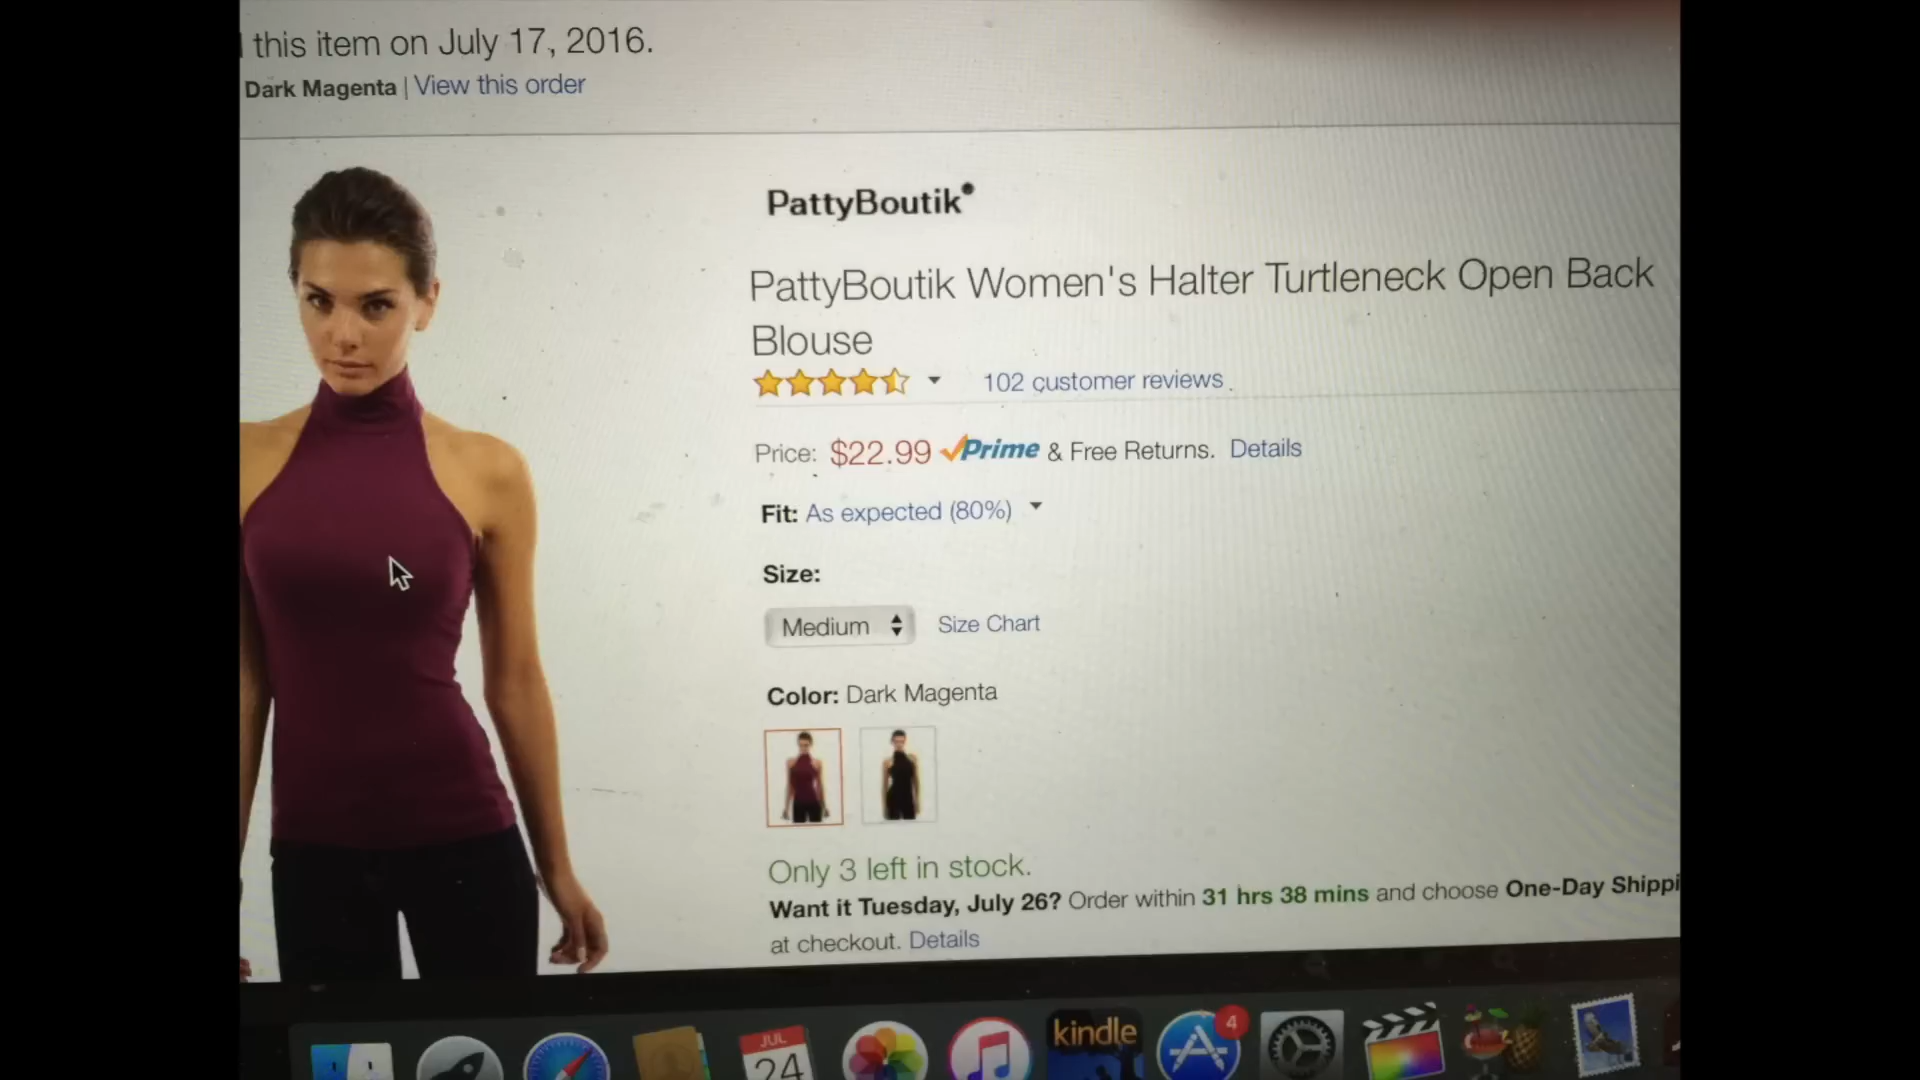 this item on July 17, 2016.
Dark Magenta | View this order
PattyBoutik
PattyBoutik Women's Halter Turtleneck Open Back
Blouse
102 customer reviews
Price: $22.99 Prime & Free Returns. Details
Fit: As expected (80%)
Size:
Medium Size Chart
Color: Dark Magenta
Only 3 left in stock.
Want it Tuesday, July 26? Order within 31 hrs 38 mins and choose One-Day Shippi
at checkout. Details
JUL
24
kindle
4